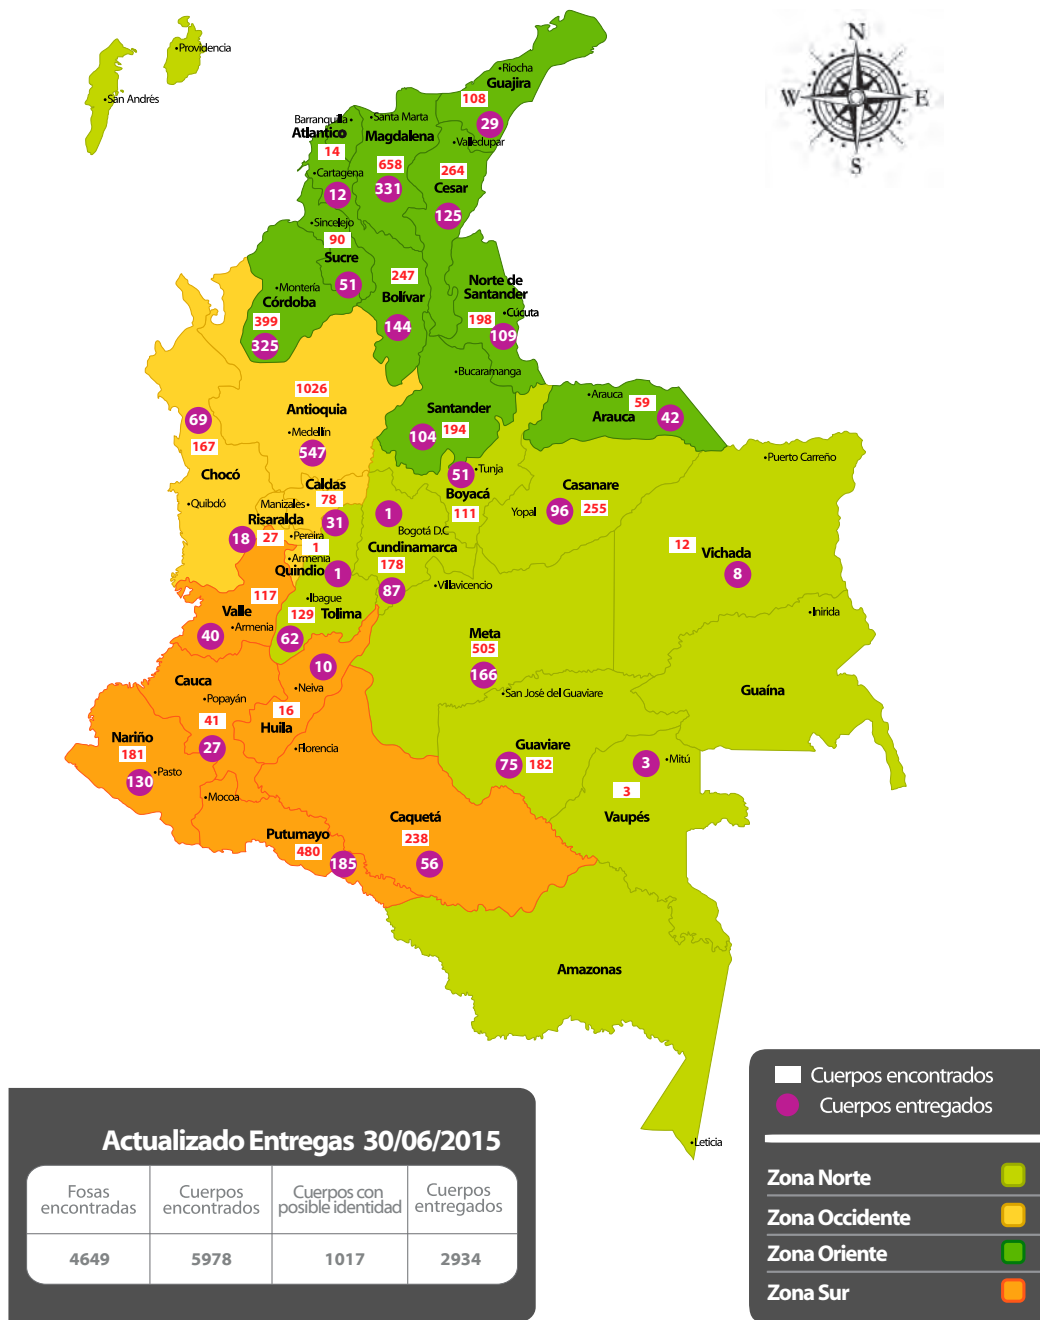 N
W
E
S
•Providencia
•San Andrés
•Riocha
Guajira
108
29
Barranquilla•
Atlantico
14
•Santa Marta
Magdalena
658
331
•Valledupar
264
Cesar
125
•Cartagena
12
•Sincelejo
90
Sucre
51
247
Bolívar
144
Norte de
Santander
•Cúcuta
198
109
•Montería
Córdoba
399
325
•Bucaramanga
1026
Antioquia
•Medellín
547
Santander
194
104
•Arauca
59
Arauca
42
69
167
Chocó
•Quibdó
•Tunja
51
Boyacá
111
Casanare
Yopal
96
255
•Puerto Carreño
Caldas
78
Manizales•
31
Risaralda
27
18
•Pereira
1
•Armenia
Quindio
1
1
Bogotá D.C
Cundinamarca
178
87
•Villavicencio
12
Vichada
8
•Inirida
117
Valle
•Armenia
40
•Ibague
129
Tolima
62
Meta
505
166
Guaína
10
•Neiva
16
Huila
Cauca
•Popayán
41
27
•San José del Guaviare
Guaviare
75
182
3
•Mitú
3
Vaupés
Nariño
181
•Pasto
130
•Florencia
•Mocoa
Putumayo
480
185
Caquetá
238
56
Amazonas
•Leticia
Actualizado Entregas 30/06/2015
Fosas
encontradas
Cuerpos
encontrados
Cuerpos con
posible identidad
Cuerpos
entregados
4649
5978
1017
2934
Cuerpos encontrados
Cuerpos entregados
Zona Norte
Zona Occidente
Zona Oriente
Zona Sur